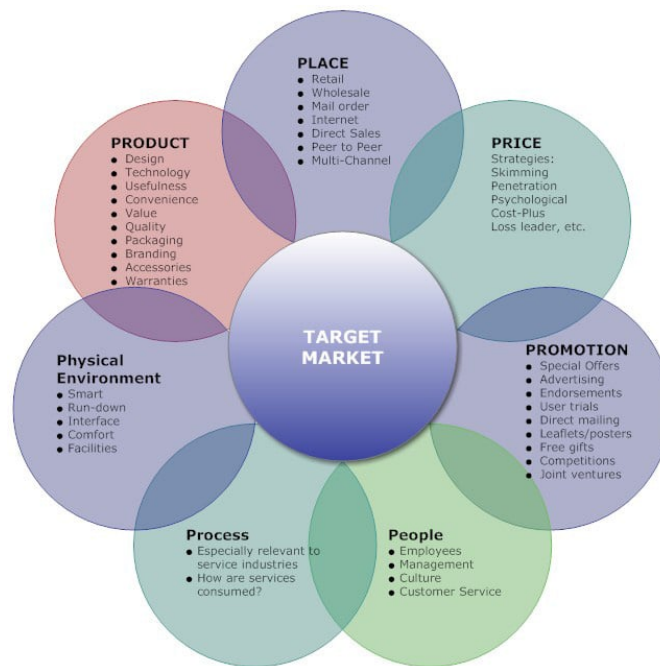 PLACE
● Retail
● Wholesale
● Mail order
● Internet
● Direct Sales
● Peer to Peer
● Multi-Channel
PRODUCT
● Design
● Technology
● Usefulness
● Convenience
● Value
● Quality
● Packaging
● Branding
● Accessories
● Warranties
PRICE
Strategies:
Skimming
Penetration
Psychological
Cost-Plus
Loss leader, etc.
TARGET
MARKET
Physical
Environment
● Smart
● Run-down
● Interface
● Comfort
● Facilities
PROMOTION
● Special Offers
● Advertising
● Endorsements
● User trials
● Direct mailing
● Leaflets/posters
● Free gifts
● Competitions
● Joint ventures
Process
● Especially relevant to
service industries
● How are services
consumed?
People
● Employees
● Management
● Culture
● Customer Service